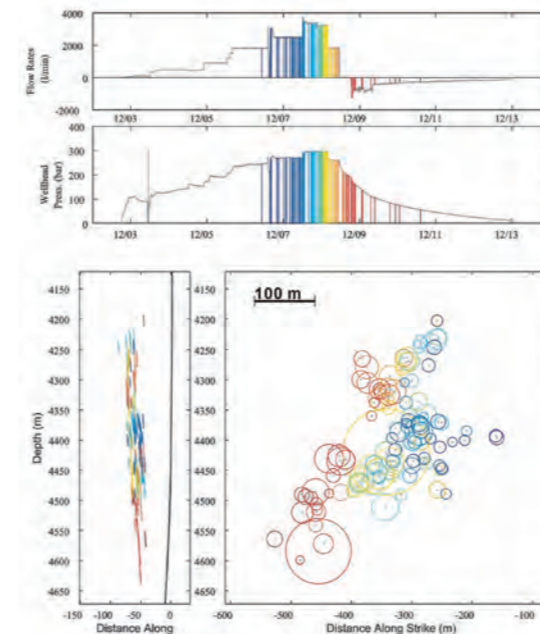 4000
2000
0
-2000
Flow Rates
(l/min)
12/03 12/05 12/07 12/09 12/11 12/13
400
300
200
100
0
Wellhead
Press. (bar)
12/03 12/05 12/07 12/09 12/11 12/13
100 m
4150
4200
4250
4300
4350
4400
4450
4500
4550
4600
4650
Depth (m)
-150 -50 0
Distance Along
4150
4200
4250
4300
4350
4400
4450
4500
4550
4600
4650
-600 -500 -400 -300 -200 -100
Distance Along Strike (m)